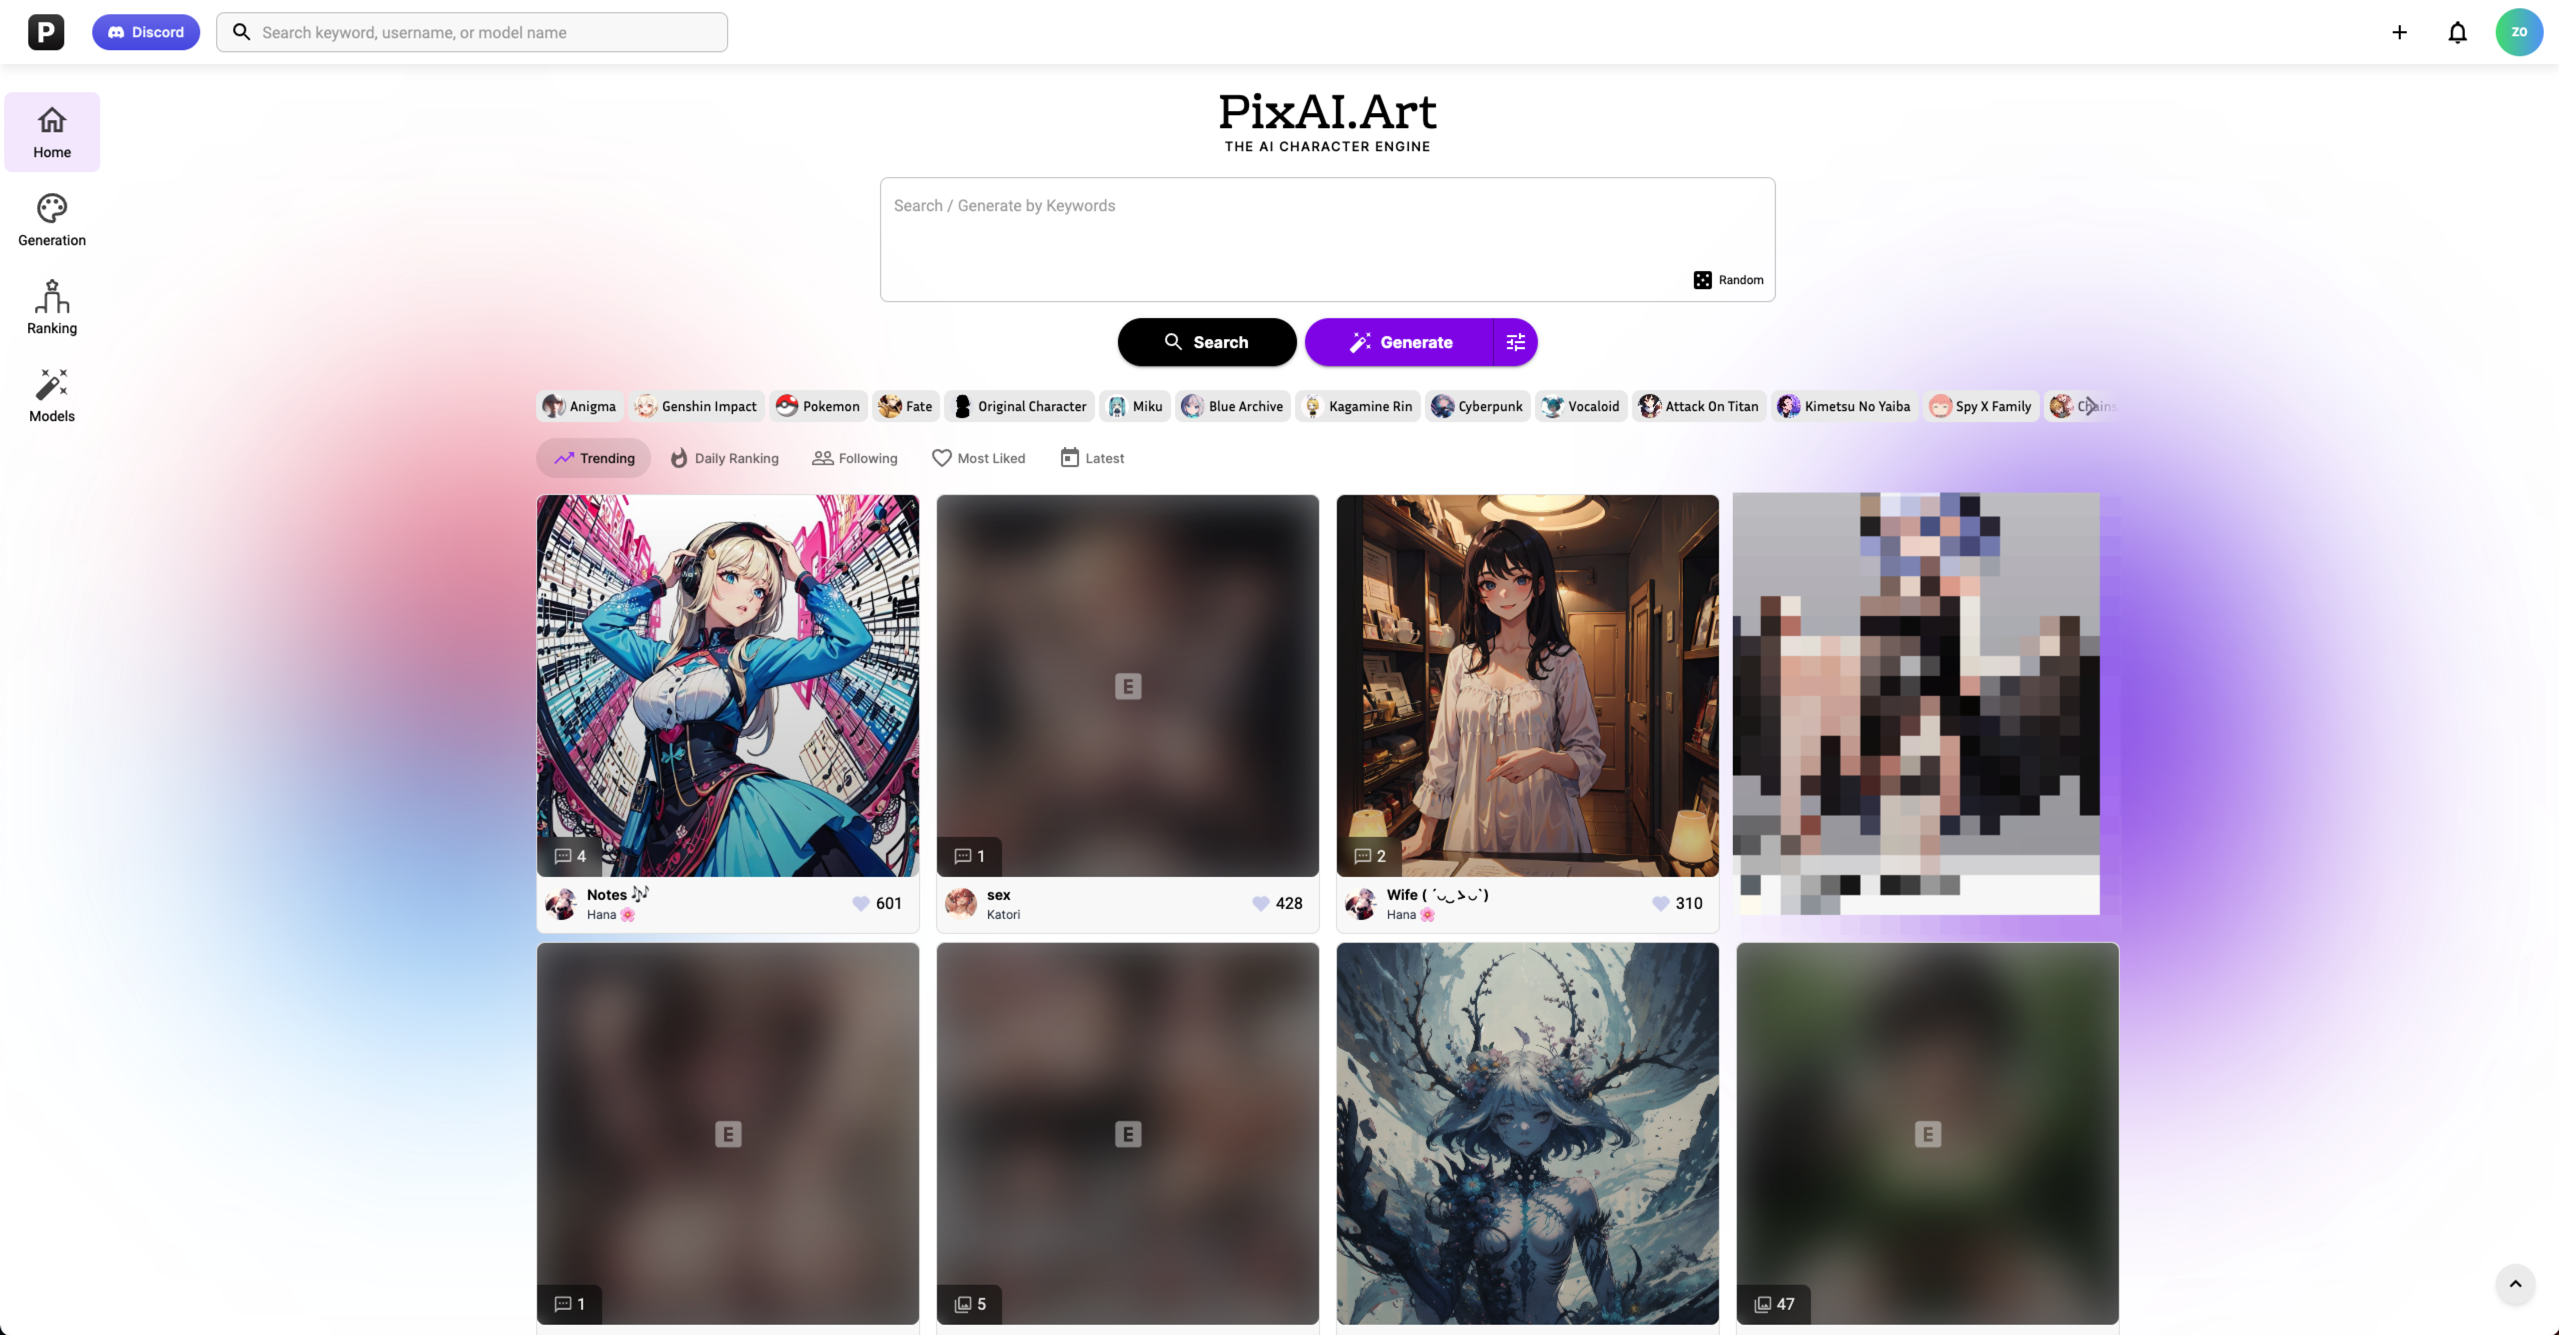 P
Discord
Search keyword, username, or model name
ZO
Home
Generation
Ranking
Models
PixAI.Art
THE AI CHARACTER ENGINE
Search / Generate by Keywords
Random
Search
Generate
Anigma
Genshin Impact
Pokemon
Fate
Original Character
Miku
Blue Archive
Kagamine Rin
Cyberpunk
Vocaloid
Attack On Titan
Kimetsu No Yaiba
Spy X Family
Chains
Trending
Daily Ranking
Following
Most Liked
Latest
4
Notes 🎶
Hana 🌸
601
E
1
sex
Katori
428
2
Wife ( ´◡‿ゝ◡`)
Hana 🌸
310
E
1
E
5
E
47